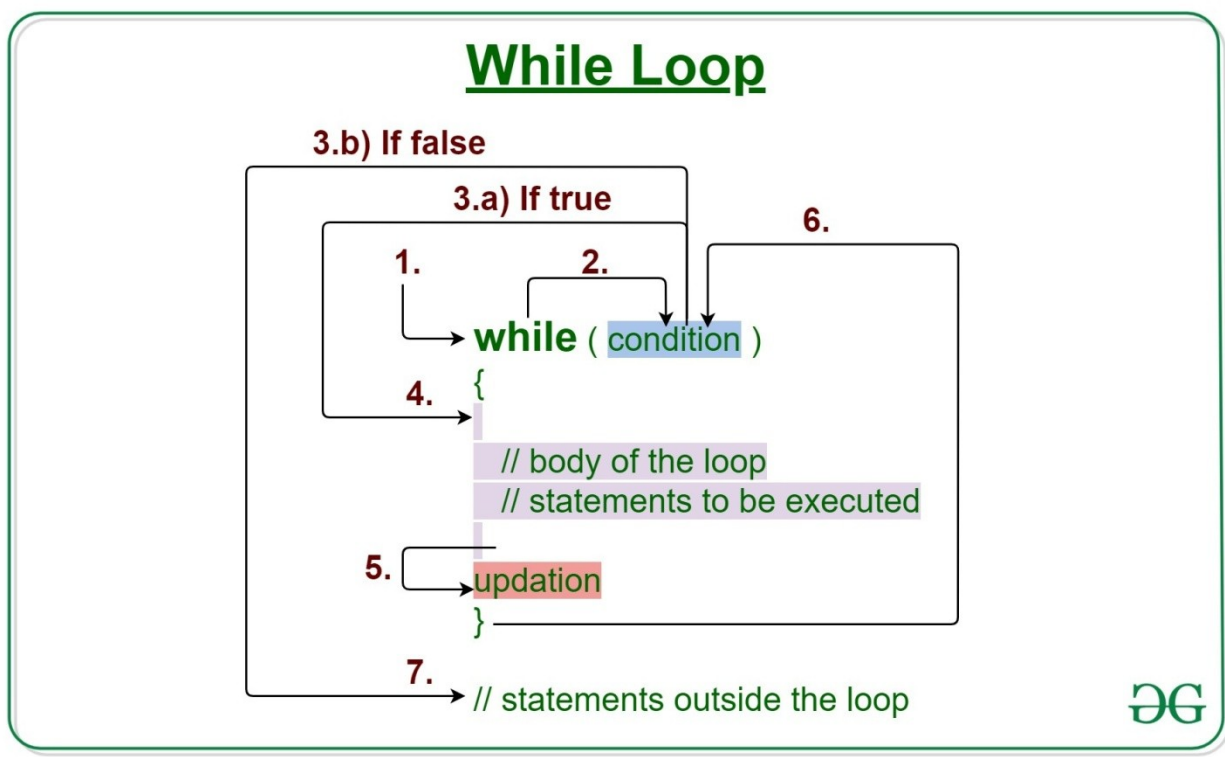 While Loop
3.b) If false
3.a) If true
6.
1.
2.
while ( condition )
{
4.
// body of the loop
// statements to be executed
5.
updation
}
7.
// statements outside the loop